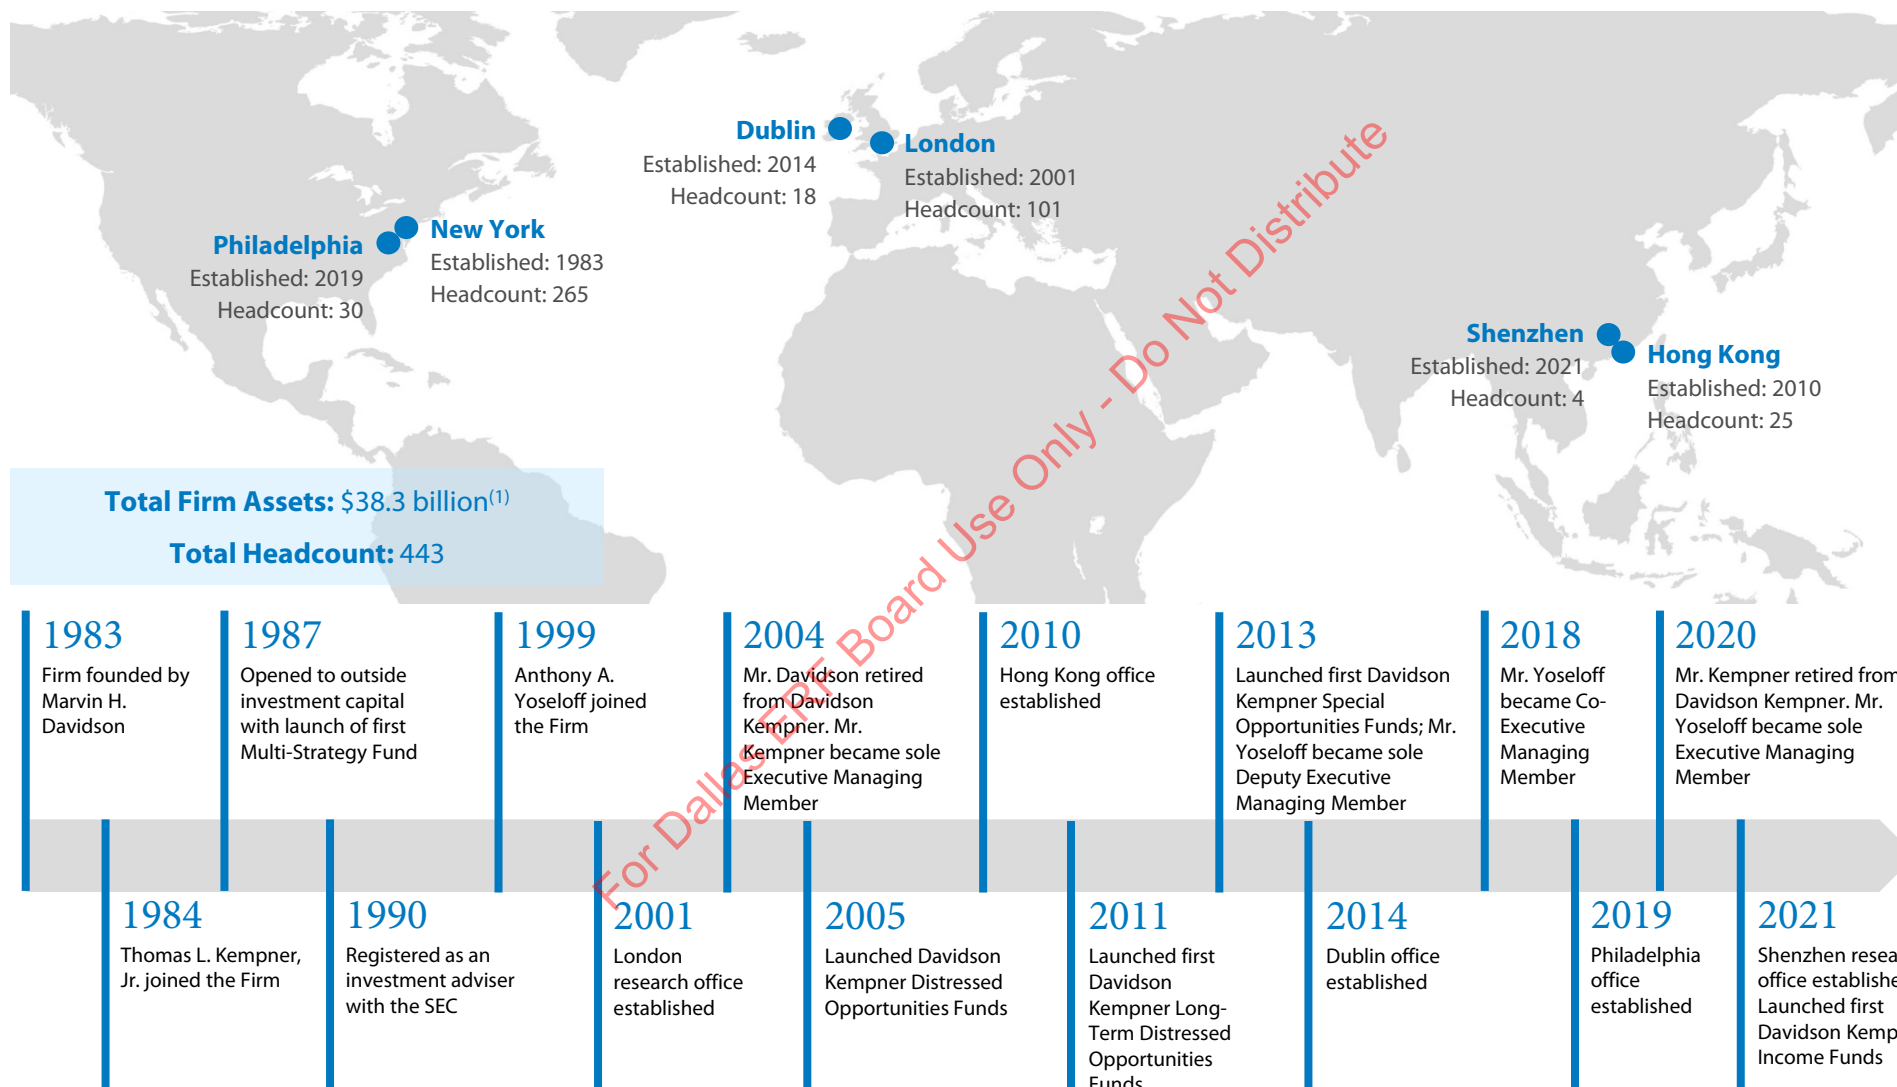 Dublin
Established: 2014
Headcount: 18
London
Established: 2001
Headcount: 101
Philadelphia
Established: 2019
Headcount: 30
New York
Established: 1983
Headcount: 265
Shenzhen
Established: 2021
Headcount: 4
Hong Kong
Established: 2010
Headcount: 25
Total Firm Assets: $38.3 billion(1)
Total Headcount: 443
For Dallas ERF Board Use Only - Do Not Distribute
1983
Firm founded by
Marvin H.
Davidson
1987
Opened to outside
investment capital
with launch of first
Multi-Strategy Fund
1999
Anthony A.
Yoseloff joined
the Firm
2004
Mr. Davidson retired
from Davidson
Kempner. Mr.
Kempner became sole
Executive Managing
Member
2010
Hong Kong office
established
2013
Launched first Davidson
Kempner Special
Opportunities Funds; Mr.
Yoseloff became sole
Deputy Executive
Managing Member
2018
Mr. Yoseloff
became Co-
Executive
Managing
Member
2020
Mr. Kempner retired from
Davidson Kempner. Mr.
Yoseloff became sole
Executive Managing
Member
1984
Thomas L. Kempner,
Jr. joined the Firm
1990
Registered as an
investment adviser
with the SEC
2001
London
research office
established
2005
Launched Davidson
Kempner Distressed
Opportunities Funds
2011
Launched first
Davidson
Kempner Long-
Term Distressed
Opportunities
Funds
2014
Dublin office
established
2019
Philadelphia
office
established
2021
Shenzhen
office
Launched first
Davidson
Income Funds